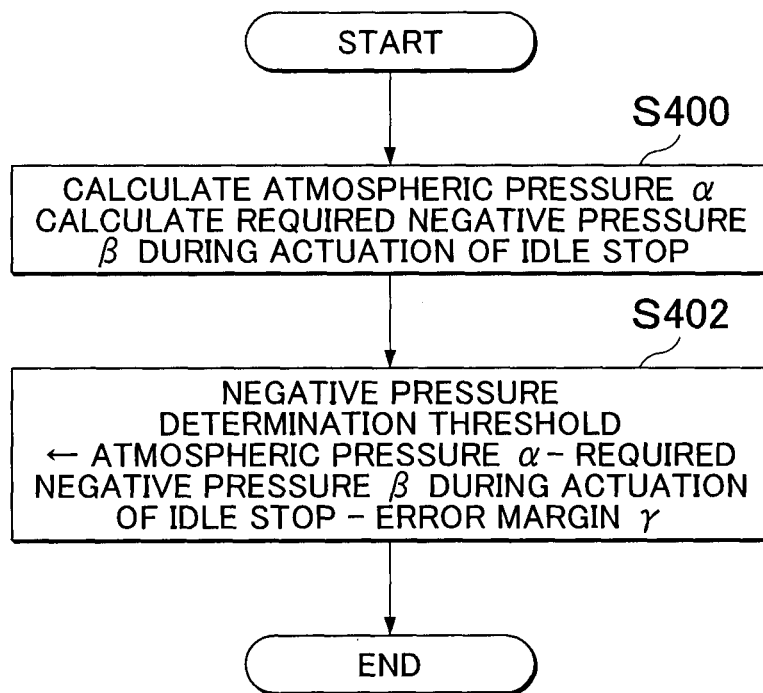 START
S400
CALCULATE ATMOSPHERIC PRESSURE α
CALCULATE REQUIRED NEGATIVE PRESSURE
β DURING ACTUATION OF IDLE STOP
S402
NEGATIVE PRESSURE
DETERMINATION THRESHOLD
← ATMOSPHERIC PRESSURE α - REQUIRED
NEGATIVE PRESSURE β DURING ACTUATION
OF IDLE STOP - ERROR MARGIN γ
END